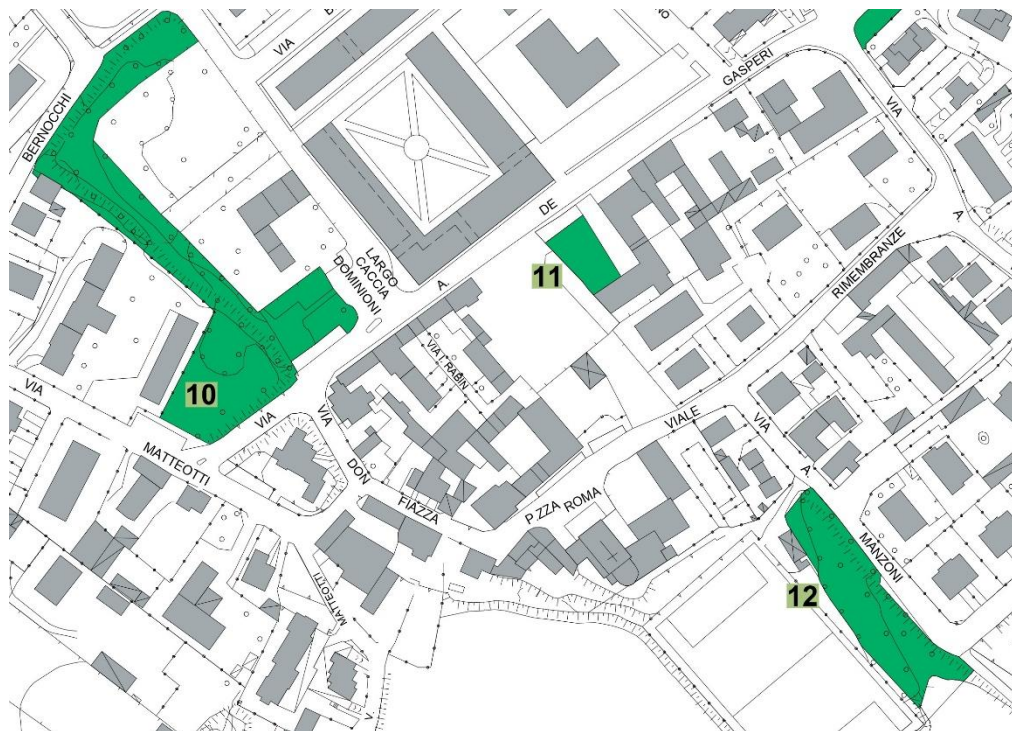 VIA
BERNOCCHI
GASPERI
VIA
DE
A.
LARGO
CACCIA
DOMINIONI
A.
11
RIMEMBRANZE
VIA I. RABIN
10
VIA
VIA
VIA
MATTEOTTI
DON
FIAZZA
VIALE
VIA
A.
P.ZZA ROMA
MANZONI
12
MATTEOTTI
V.